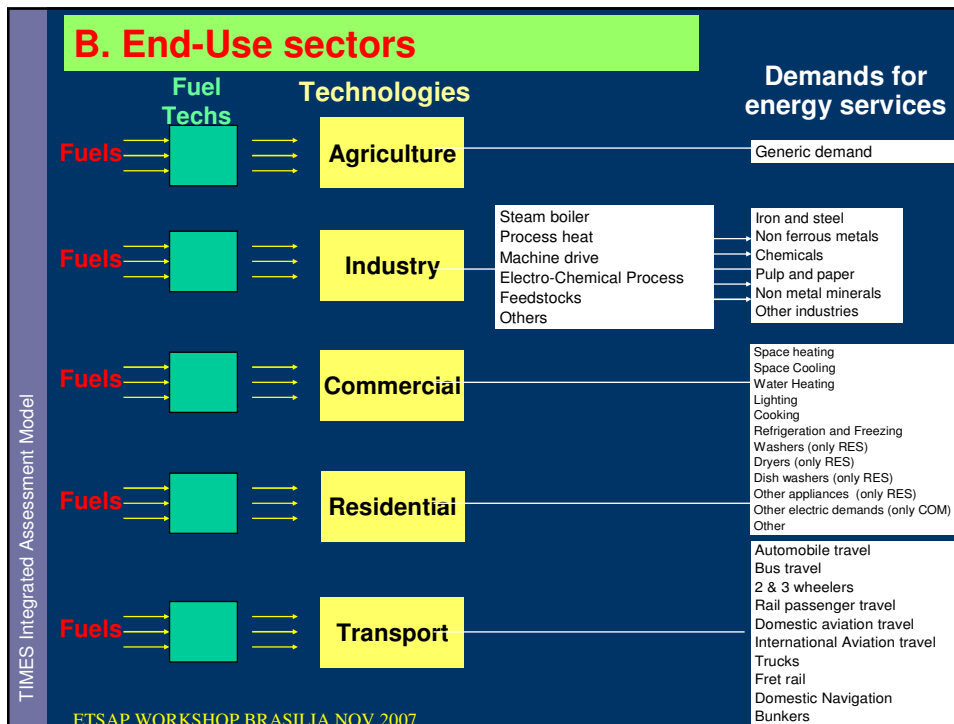 B. End-Use sectors
Fuel
Techs
Technologies
Demands for
energy services
Fuels
Agriculture
Generic demand
Fuels
Industry
Steam boiler
Process heat
Machine drive
Electro-Chemical Process
Feedstocks
Others
Iron and steel
Non ferrous metals
Chemicals
Pulp and paper
Non metal minerals
Other industries
Fuels
Commercial
Space heating
Space Cooling
Water Heating
Lighting
Cooking
Refrigeration and Freezing
Washers (only RES)
Dryers (only RES)
Dish washers (only RES)
Other appliances (only RES)
Other electric demands (only COM)
Other
Fuels
Residential
Fuels
Transport
Automobile travel
Bus travel
2 & 3 wheelers
Rail passenger travel
Domestic aviation travel
International Aviation travel
Trucks
Fret rail
Domestic Navigation
Bunkers
TIMES Integrated Assessment Model
ETSAP WORKSHOP BRASILIA NOV 2007